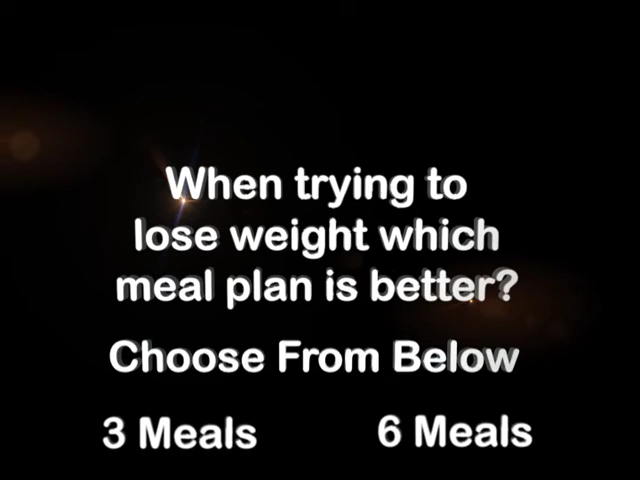 When trying to
lose weight which
meal plan is better?
Choose From Below
3 Meals 6 Meals